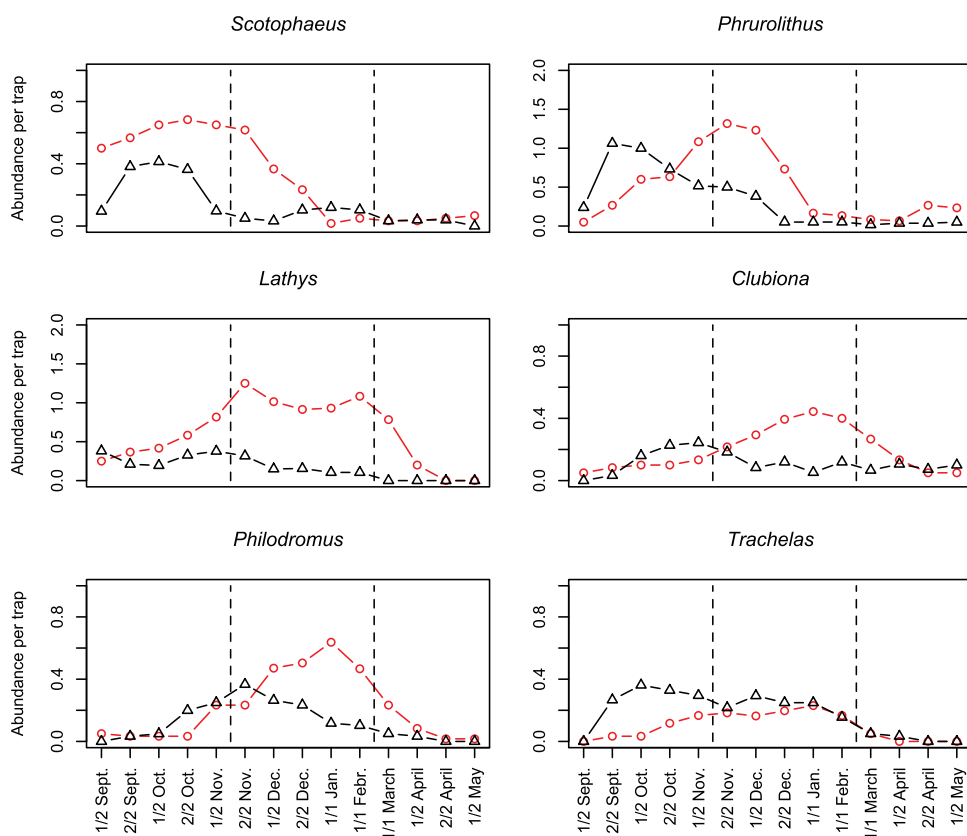 Scotophaeus
Phrurolithus
Abundance per trap
0.0 0.4 0.8
0.0 0.5 1.0 1.5 2.0
Lathys
Clubiona
Abundance per trap
0.0 0.5 1.0 1.5 2.0
0.0 0.4 0.8
Philodromus
Trachelas
Abundance per trap
0.0 0.4 0.8
0.0 0.4 0.8
1/2 Sept.
2/2 Sept.
1/2 Oct.
2/2 Oct.
1/2 Nov.
2/2 Nov.
1/2 Dec.
2/2 Dec.
1/1 Jan.
1/1 Febr.
1/1 March
1/2 April
2/2 April
1/2 May
1/2 Sept.
2/2 Sept.
1/2 Oct.
2/2 Oct.
1/2 Nov.
2/2 Nov.
1/2 Dec.
2/2 Dec.
1/1 Jan.
1/1 Febr.
1/1 March
1/2 April
2/2 April
1/2 May